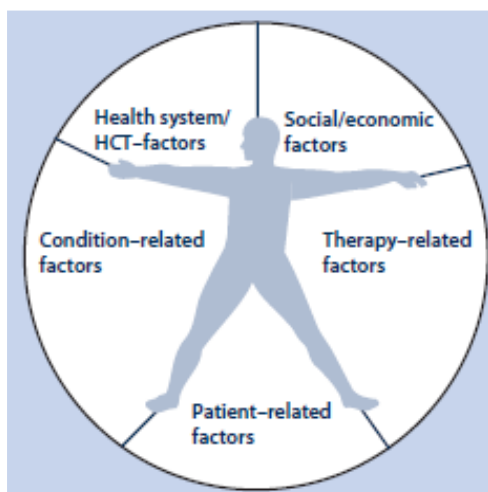 Health system/
HCT–factors
Social/economic
factors
Condition–related
factors
Therapy–related
factors
Patient–related
factors